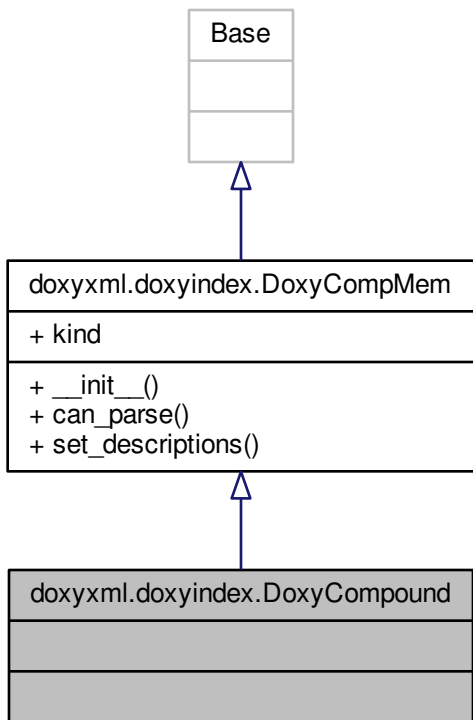 Base
doxyxml.doxyindex.DoxyCompMem
+ kind
+ __init__()
+ can_parse()
+ set_descriptions()
doxyxml.doxyindex.DoxyCompound